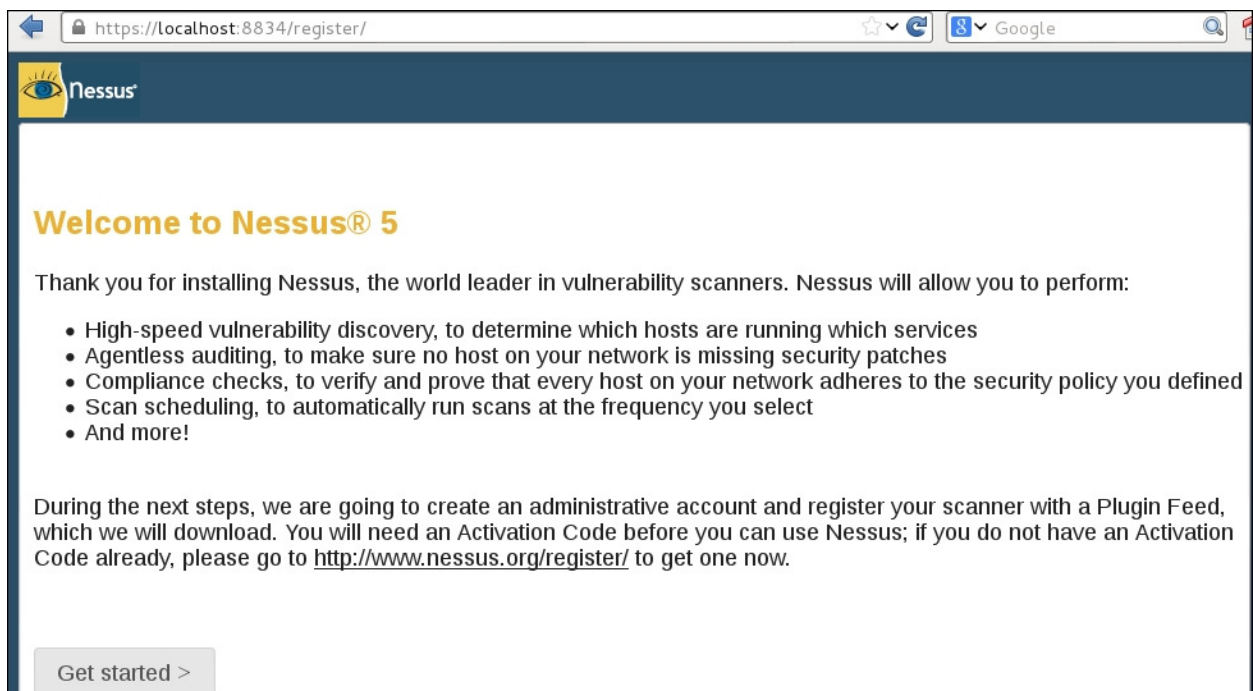 https://localhost:8834/register/
Google
Nessus
Welcome to Nessus® 5
Thank you for installing Nessus, the world leader in vulnerability scanners. Nessus will allow you to perform:
• High-speed vulnerability discovery, to determine which hosts are running which services
• Agentless auditing, to make sure no host on your network is missing security patches
• Compliance checks, to verify and prove that every host on your network adheres to the security policy you defined
• Scan scheduling, to automatically run scans at the frequency you select
• And more!
During the next steps, we are going to create an administrative account and register your scanner with a Plugin Feed,
which we will download. You will need an Activation Code before you can use Nessus; if you do not have an Activation
Code already, please go to http://www.nessus.org/register/ to get one now.
Get started >